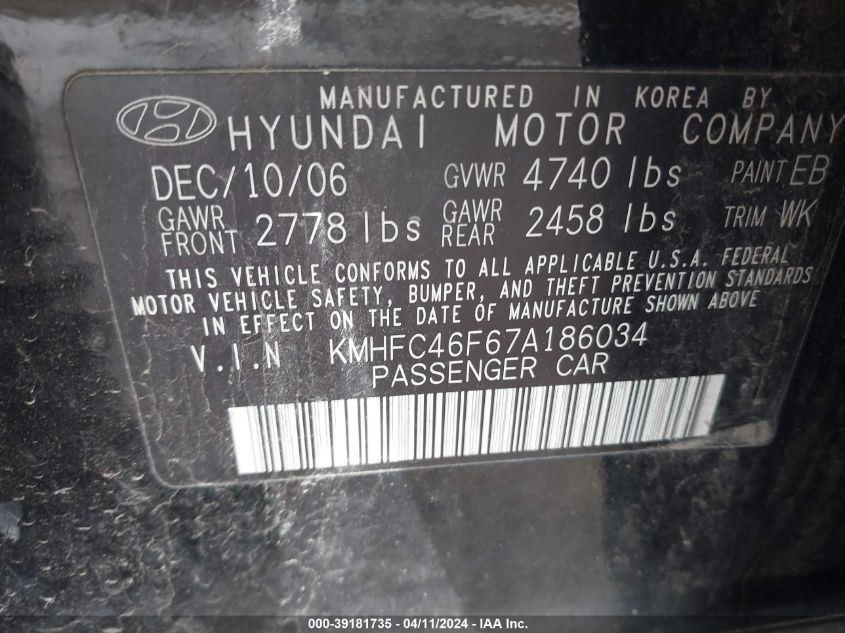 MANUFACTURED IN KOREA BY
HYUNDAI MOTOR COMPANY
DEC/10/06 GVWR 4740 lbs PAINT EB
GAWR FRONT 2778 lbs GAWR REAR 2458 lbs TRIM WK
THIS VEHICLE CONFORMS TO ALL APPLICABLE U.S.A. FEDERAL
MOTOR VEHICLE SAFETY, BUMPER, AND THEFT PREVENTION STANDARDS
IN EFFECT ON THE DATE OF MANUFACTURE SHOWN ABOVE
V.I.N KMHFC46F67A186034
PASSENGER CAR
000-39181735 - 04/11/2024 - IAA Inc.